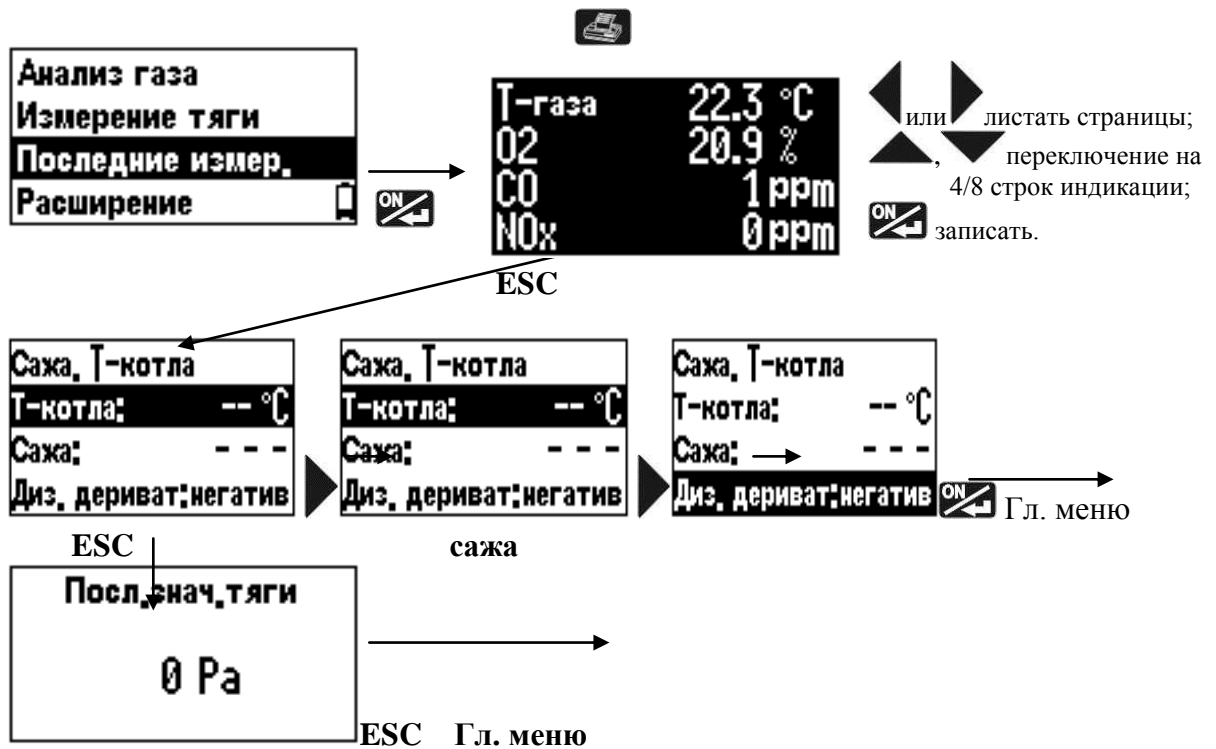 Анализ газа
Измерение тяги
Последние измер.
Расширение
ON
T-газа 22.3 °C
O2 20.9 %
CO 1 ppm
NOx 0 ppm
или листать страницы;
, переключение на
4/8 строк индикации;
ON записать.
ESC
Сажа, T-котла
T-котла: -- °C
Сажа: - - -
Диз. дериват:негатив
Сажа, T-котла
T-котла: -- °C
Сажа: - - -
Диз. дериват:негатив
Сажа, T-котла
T-котла: -- °C
Сажа: - - -
Диз. дериват:негатив
ON Гл. меню
ESC
сажа
Посл.знач.тяги
0 Pa
ESC Гл. меню